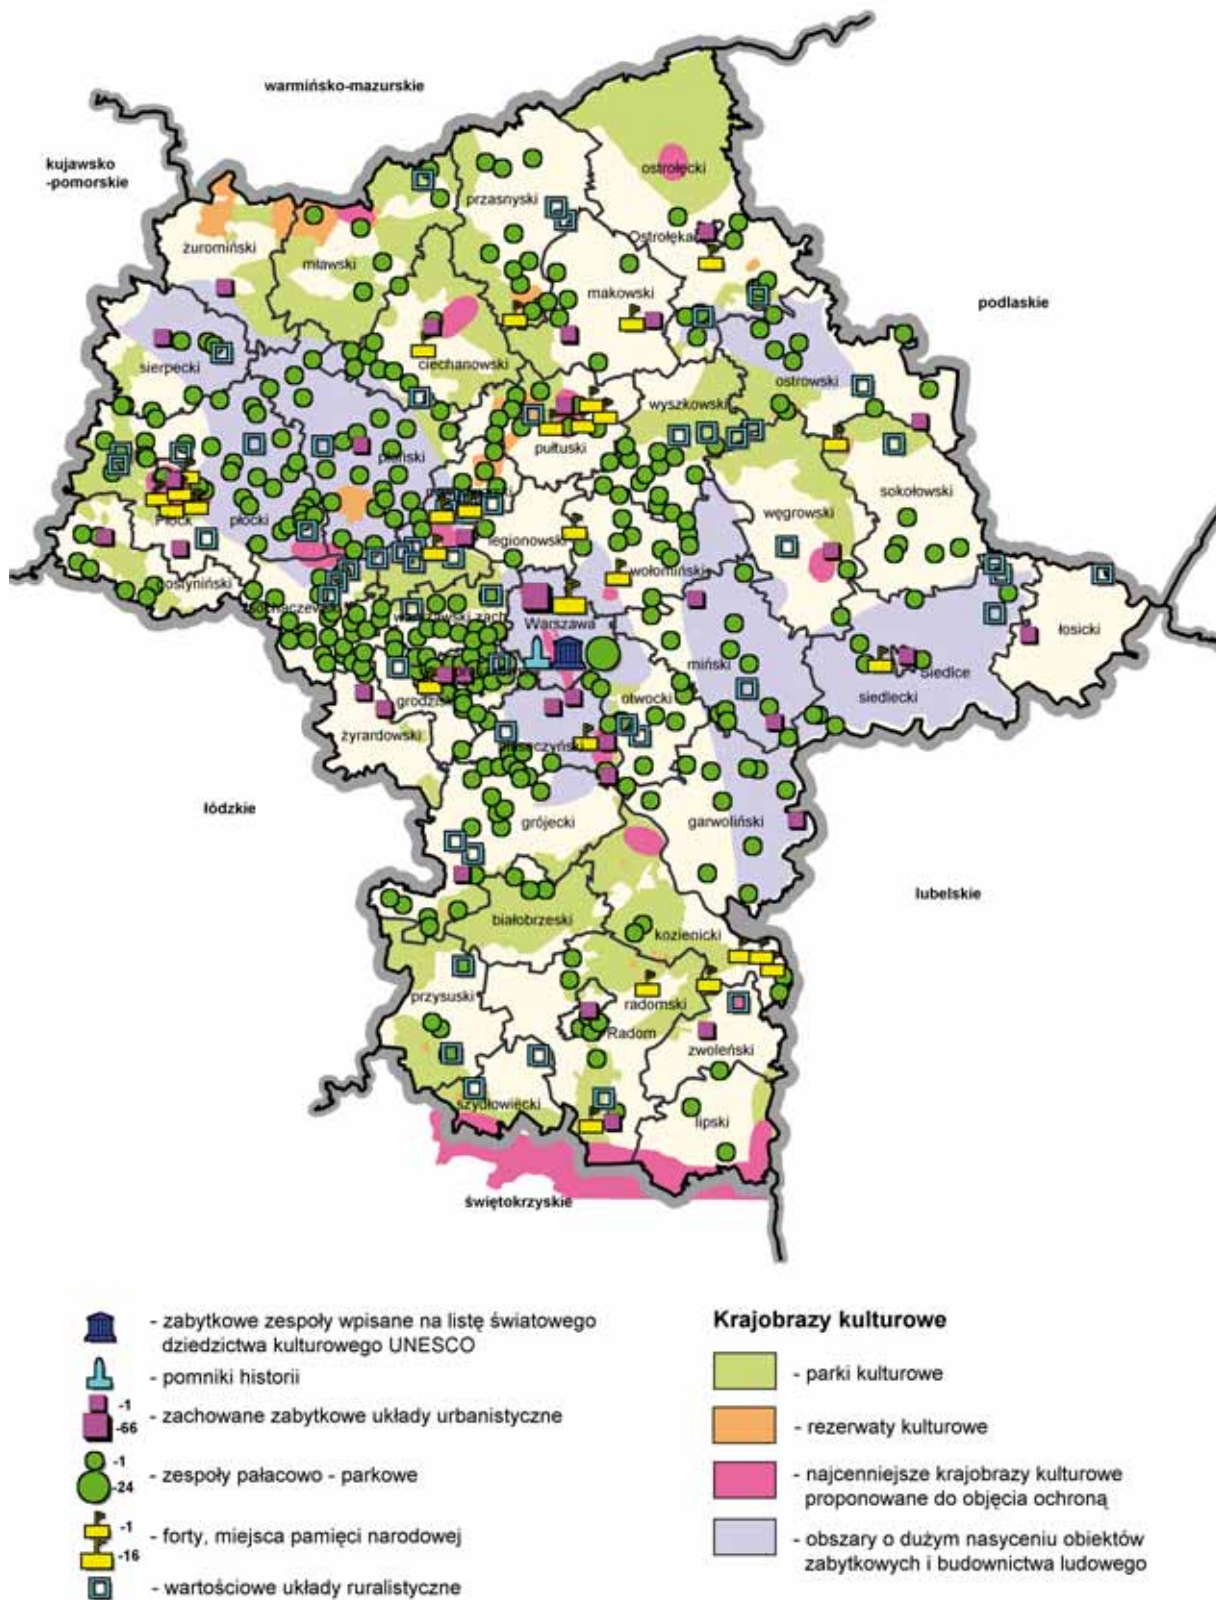 warmińsko-mazurskie
kujawsko
-pomorskie
ostrołęcki
przasnyski
Ostrołęka
żuromiński
mławski
makowski
podlaskie
ciechanowski
sierpecki
ostrowski
wyszkowski
pułtuski
płoński
sokołowski
Płock
płocki
węgrowski
legionowski
wołomiński
gostyniński
sochaczewski
warszawski zach.
Warszawa
łosicki
miński
Siedlce
siedlecki
otwocki
grodziski
żyrardowski
piaseczyński
łódzkie
grójecki
garwoliński
lubelskie
białobrzeski
kozienicki
przysuski
radomski
Radom
zwoleński
szydłowiecki
lipski
świętokrzyskie
- zabytkowe zespoły wpisane na listę światowego
dziedzictwa kulturowego UNESCO
- pomniki historii
-1
-66
- zachowane zabytkowe układy urbanistyczne
-1
-24
- zespoły pałacowo - parkowe
-1
-16
- forty, miejsca pamięci narodowej
- wartościowe układy ruralistyczne
Krajobrazy kulturowe
- parki kulturowe
- rezerwaty kulturowe
- najcenniejsze krajobrazy kulturowe
proponowane do objęcia ochroną
- obszary o dużym nasyceniu obiektów
zabytkowych i budownictwa ludowego